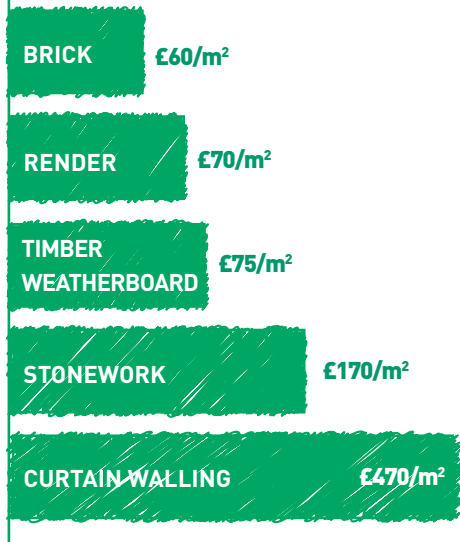 BRICK £60/m²
RENDER £70/m²
TIMBER
WEATHERBOARD £75/m²
STONEWORK £170/m²
CURTAIN WALLING £470/m²